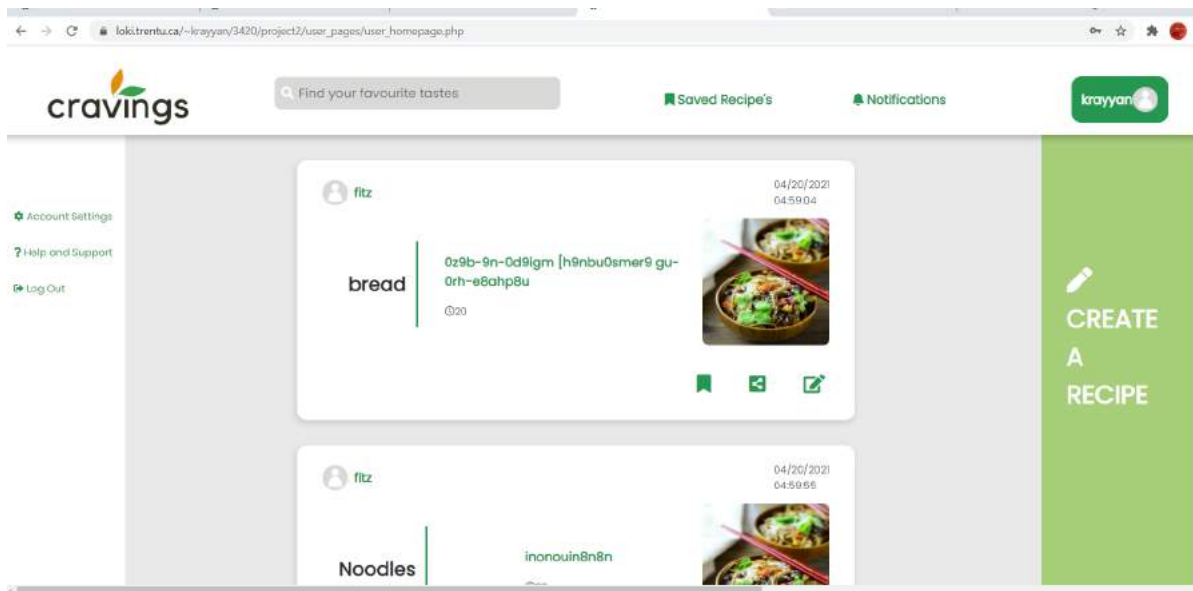 loki.trentu.ca/~krayyan/3420/project2/user_pages/user_homepage.php
cravings
Find your favourite tastes
Saved Recipe's
Notifications
krayyan
Account Settings
Help and Support
Log Out
fitz
04/20/2021
04:59:04
bread
0z9b-9n-0d9igm [h9nbu0smer9 gu-
0rh-e8ahp8u
20
CREATE
A
RECIPE
fitz
04/20/2021
04:59:56
Noodles
inonouin8n8n